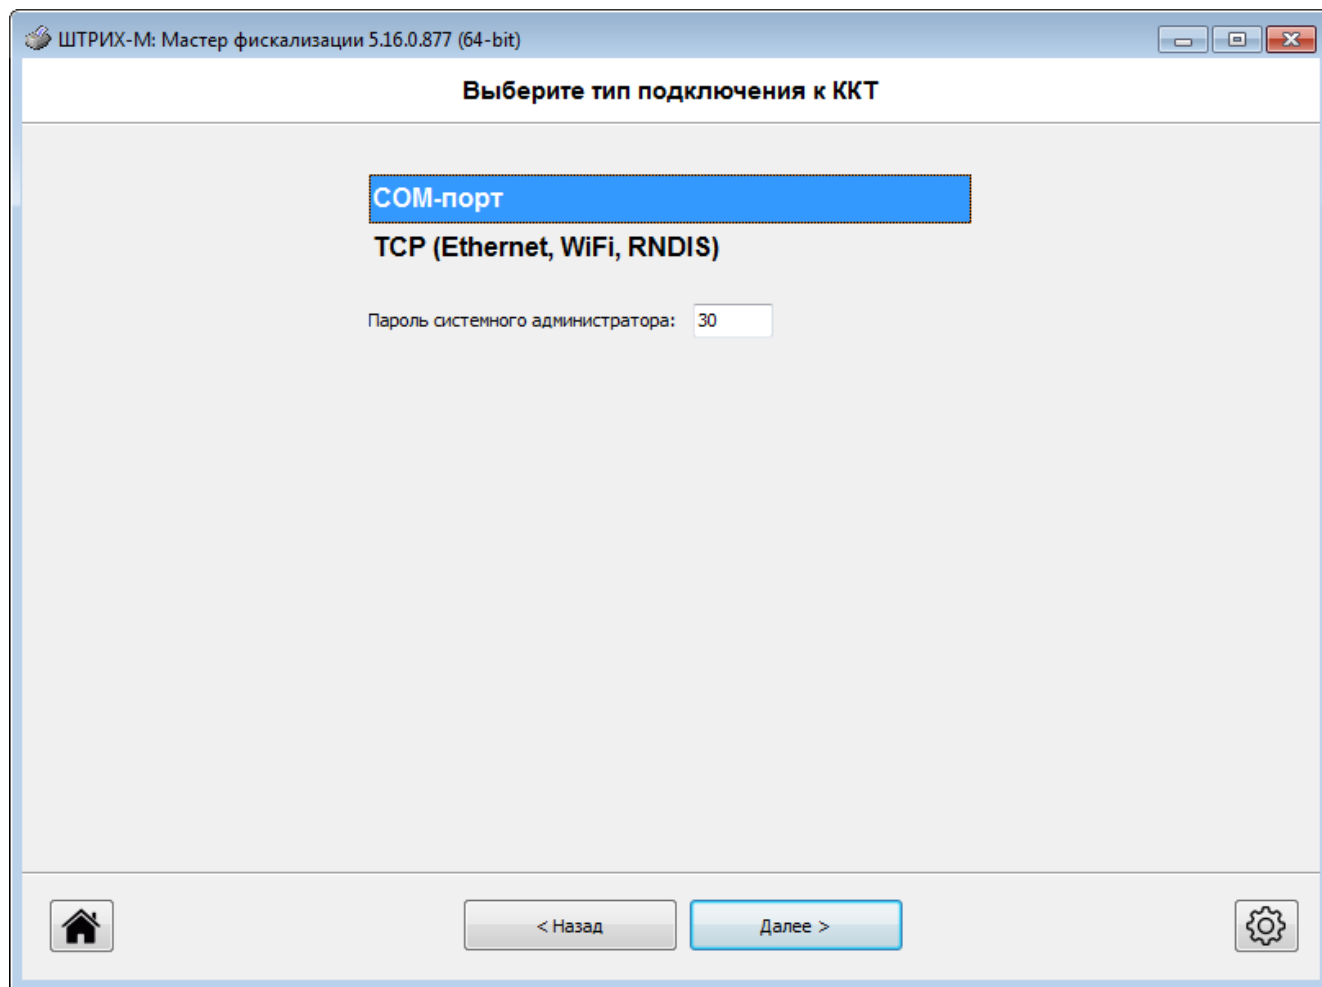 ШТРИХ-М: Мастер фискализации 5.16.0.877 (64-bit)
Выберите тип подключения к ККТ
COM-порт
TCP (Ethernet, WiFi, RNDIS)
Пароль системного администратора: 30
< Назад
Далее >